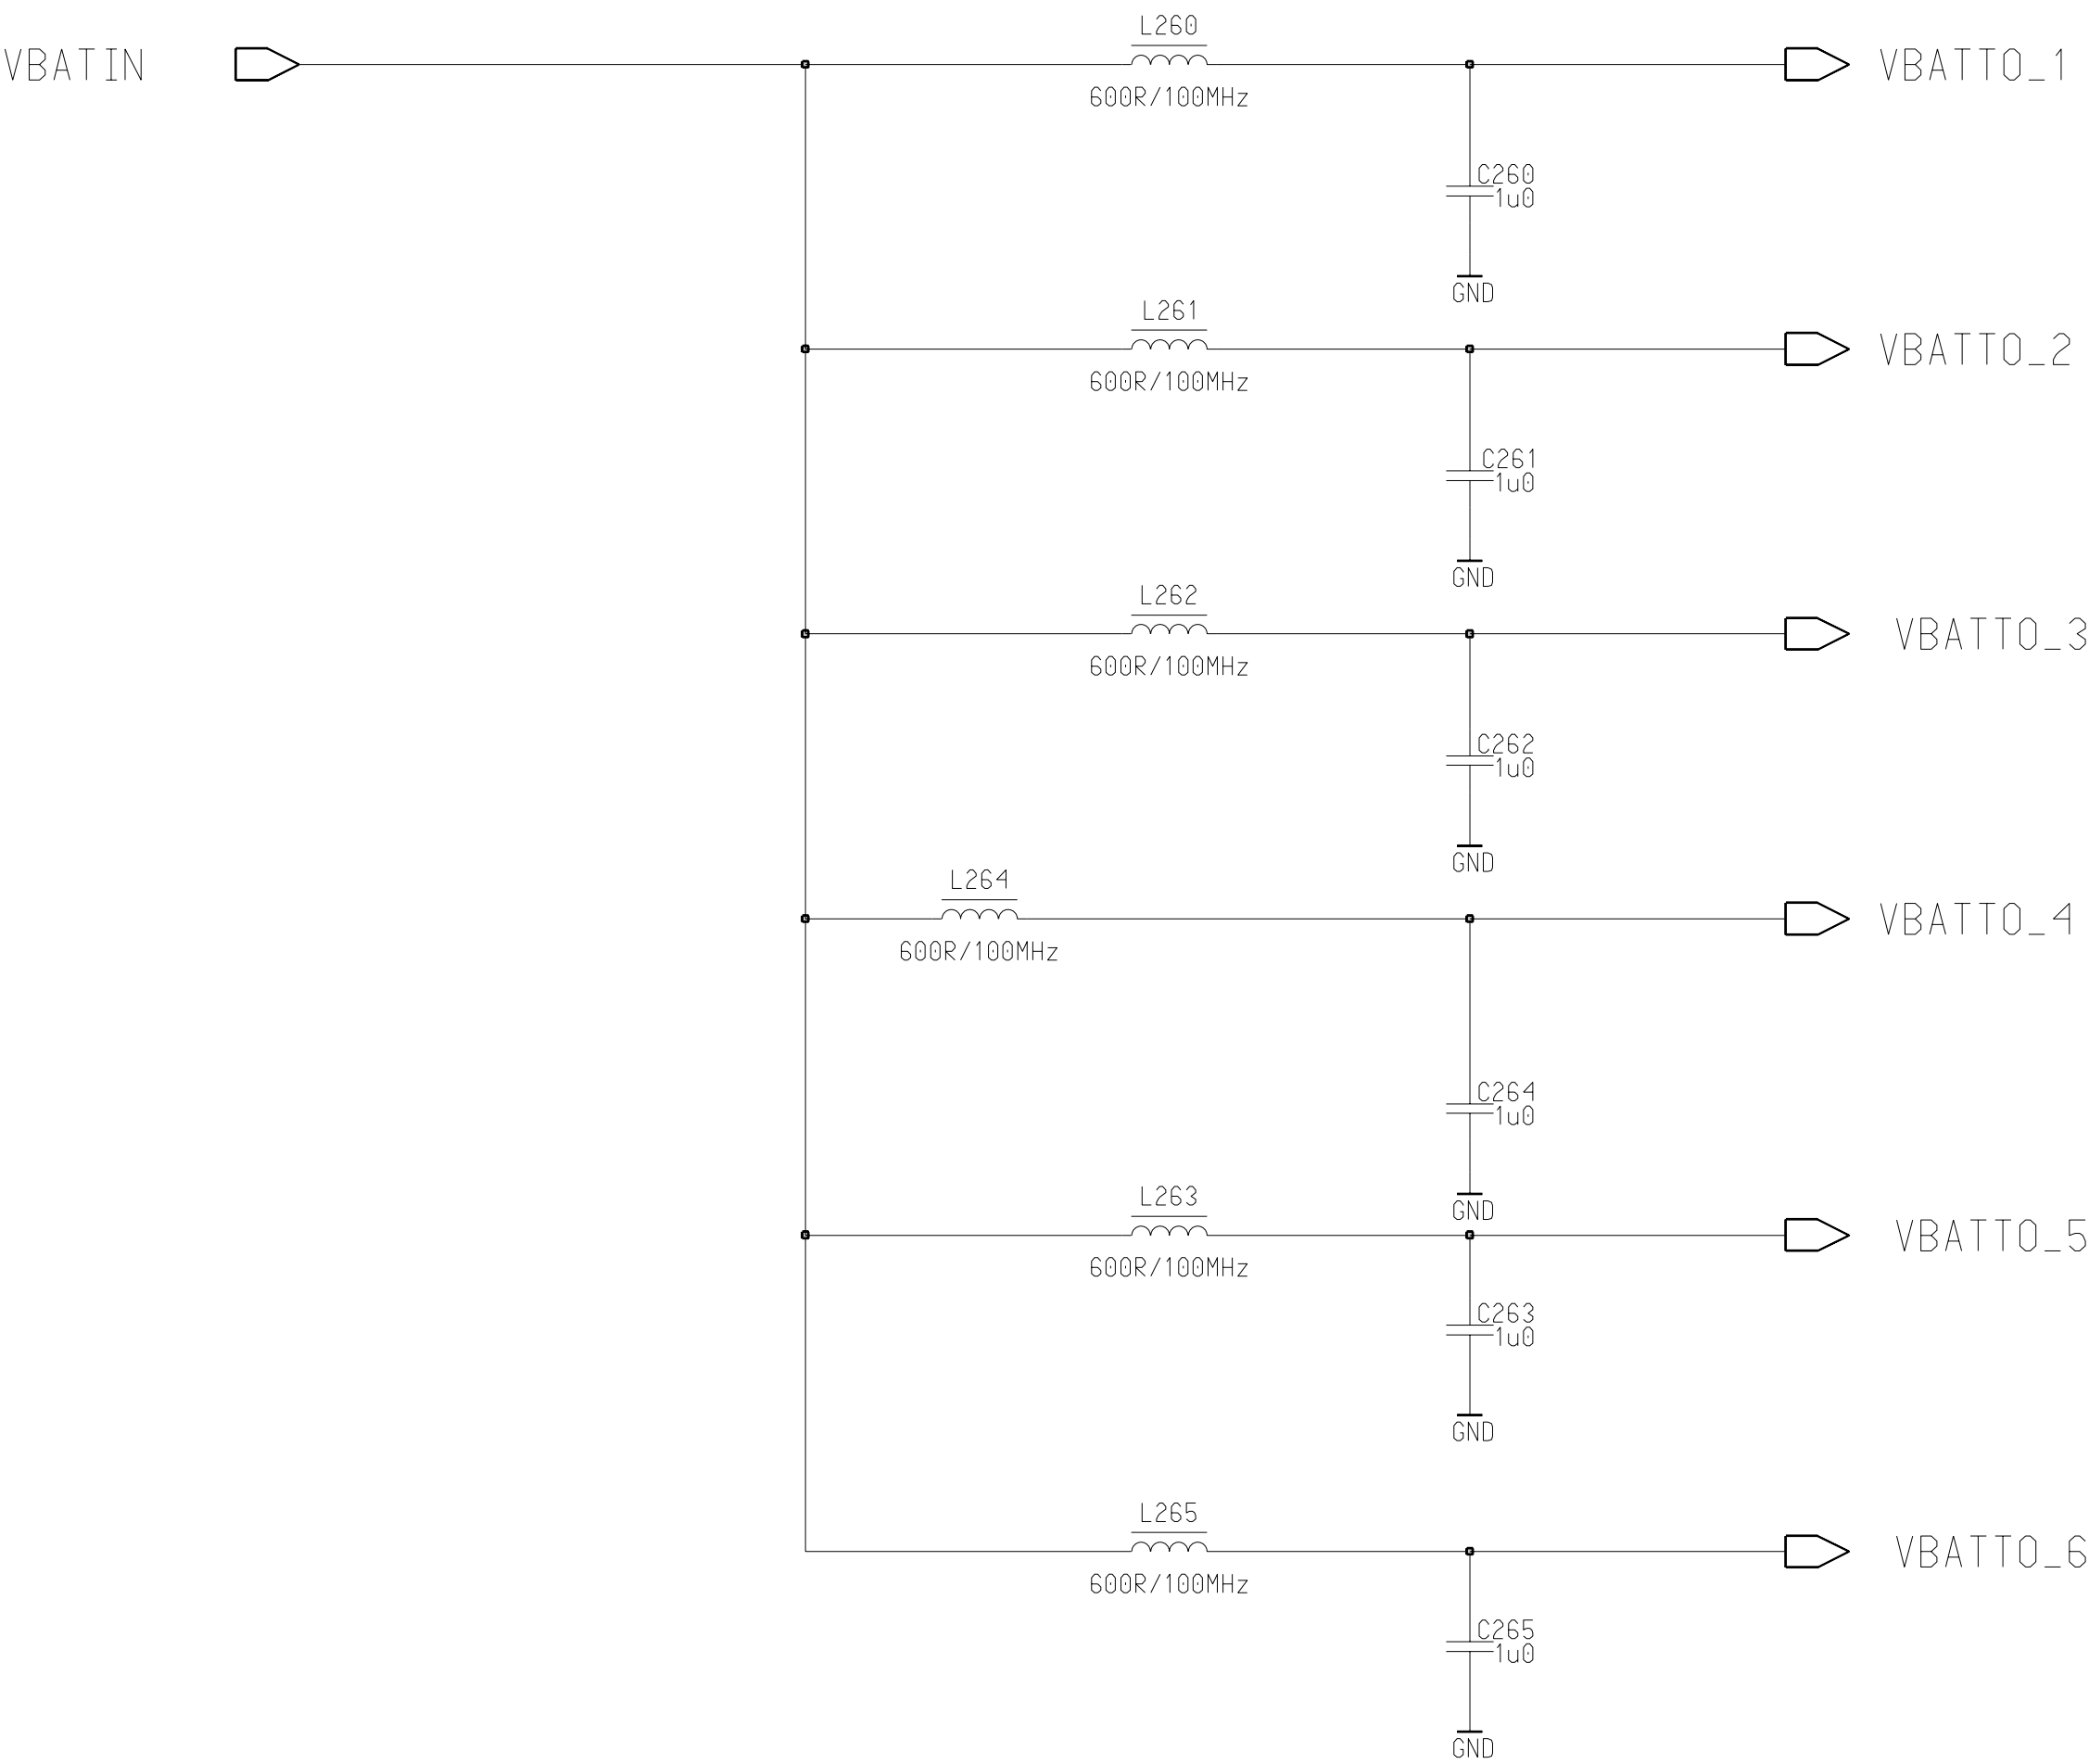 L260
VBATIN
VBATTO_1
600R/100MHz
C260
1u0
GND
L261
VBATTO_2
600R/100MHz
C261
1u0
GND
L262
VBATTO_3
600R/100MHz
C262
1u0
GND
L264
VBATTO_4
600R/100MHz
C264
1u0
GND
L263
VBATTO_5
600R/100MHz
C263
1u0
GND
L265
VBATTO_6
600R/100MHz
C265
1u0
GND